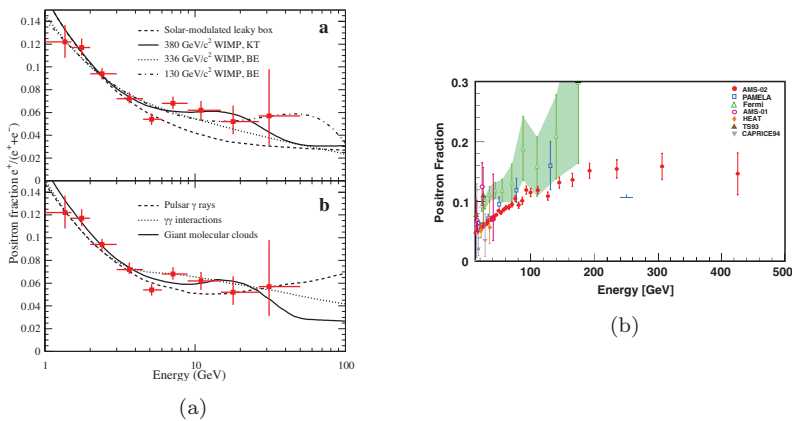 a
Solar-modulated leaky box
380 GeV/c² WIMP, KT
336 GeV/c² WIMP, BE
130 GeV/c² WIMP, BE
0.14
0.12
0.1
0.08
0.06
0.04
0.02
0
b
Pulsar γ rays
γγ interactions
Giant molecular clouds
0.14
0.12
0.1
0.08
0.06
0.04
0.02
0
Positron fraction e⁺/(e⁺+e⁻)
1 10 100
Energy (GeV)
(a)
Positron Fraction
0.3
0.2
0.1
0
AMS-02
PAMELA
Fermi
AMS-01
HEAT
TS93
CAPRICE94
100 200 300 400 500
Energy [GeV]
(b)